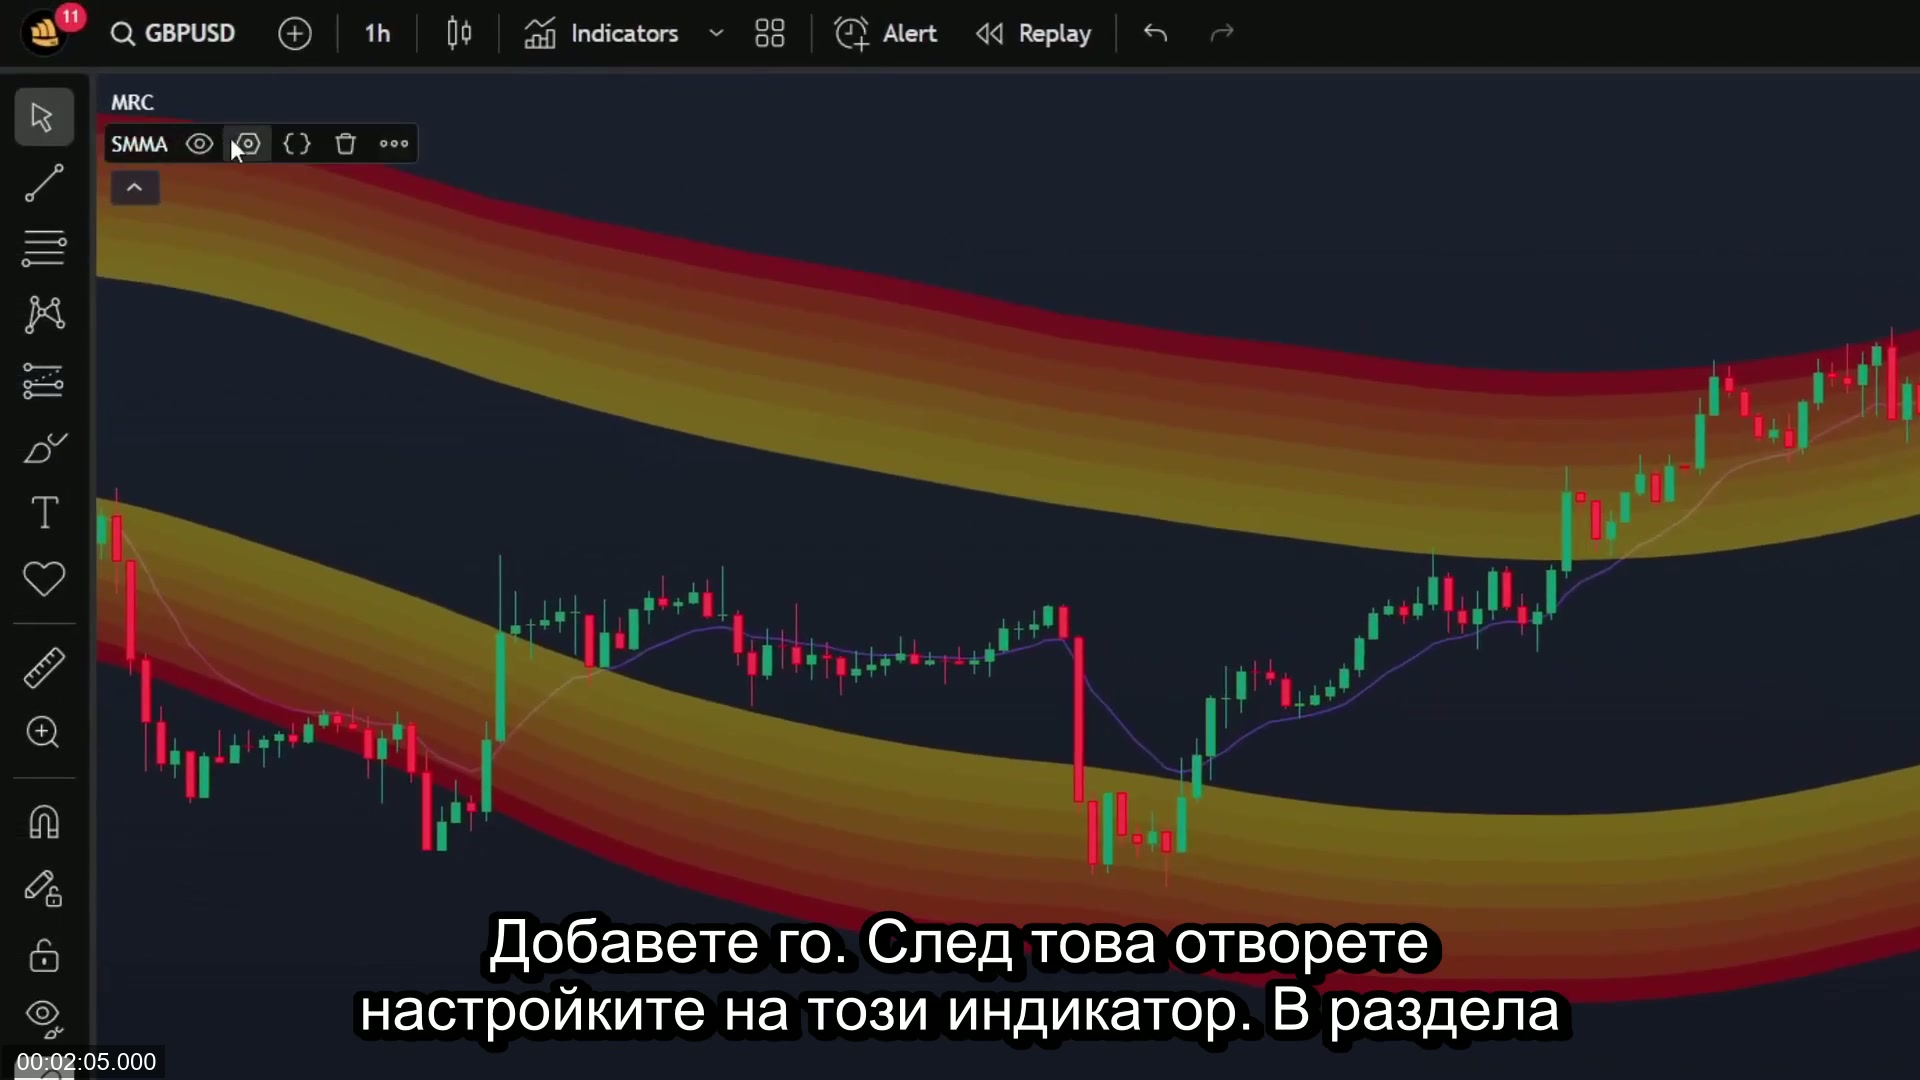 11
GBPUSD
1h
Indicators
Alert
Replay
MRC
SMMA
Добавете го. След това отворете
настройките на този индикатор. В раздела
00:02:05.000